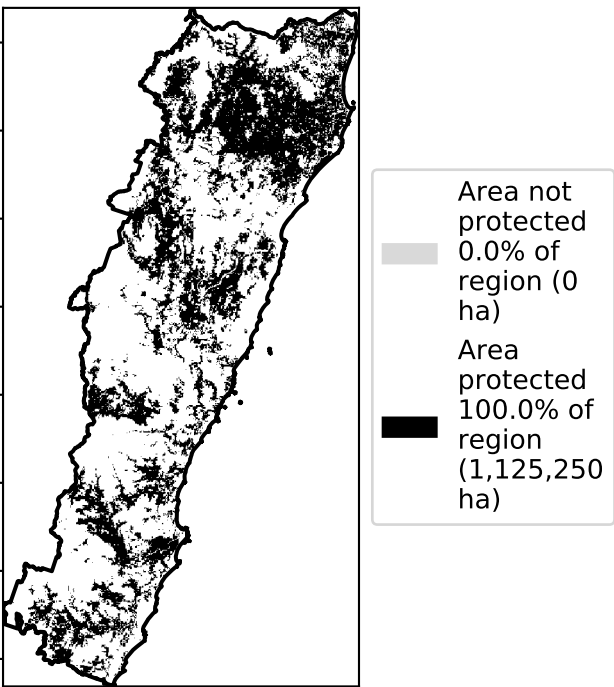 Area not
protected
0.0% of
region (0
ha)
Area
protected
100.0% of
region
(1,125,250
ha)